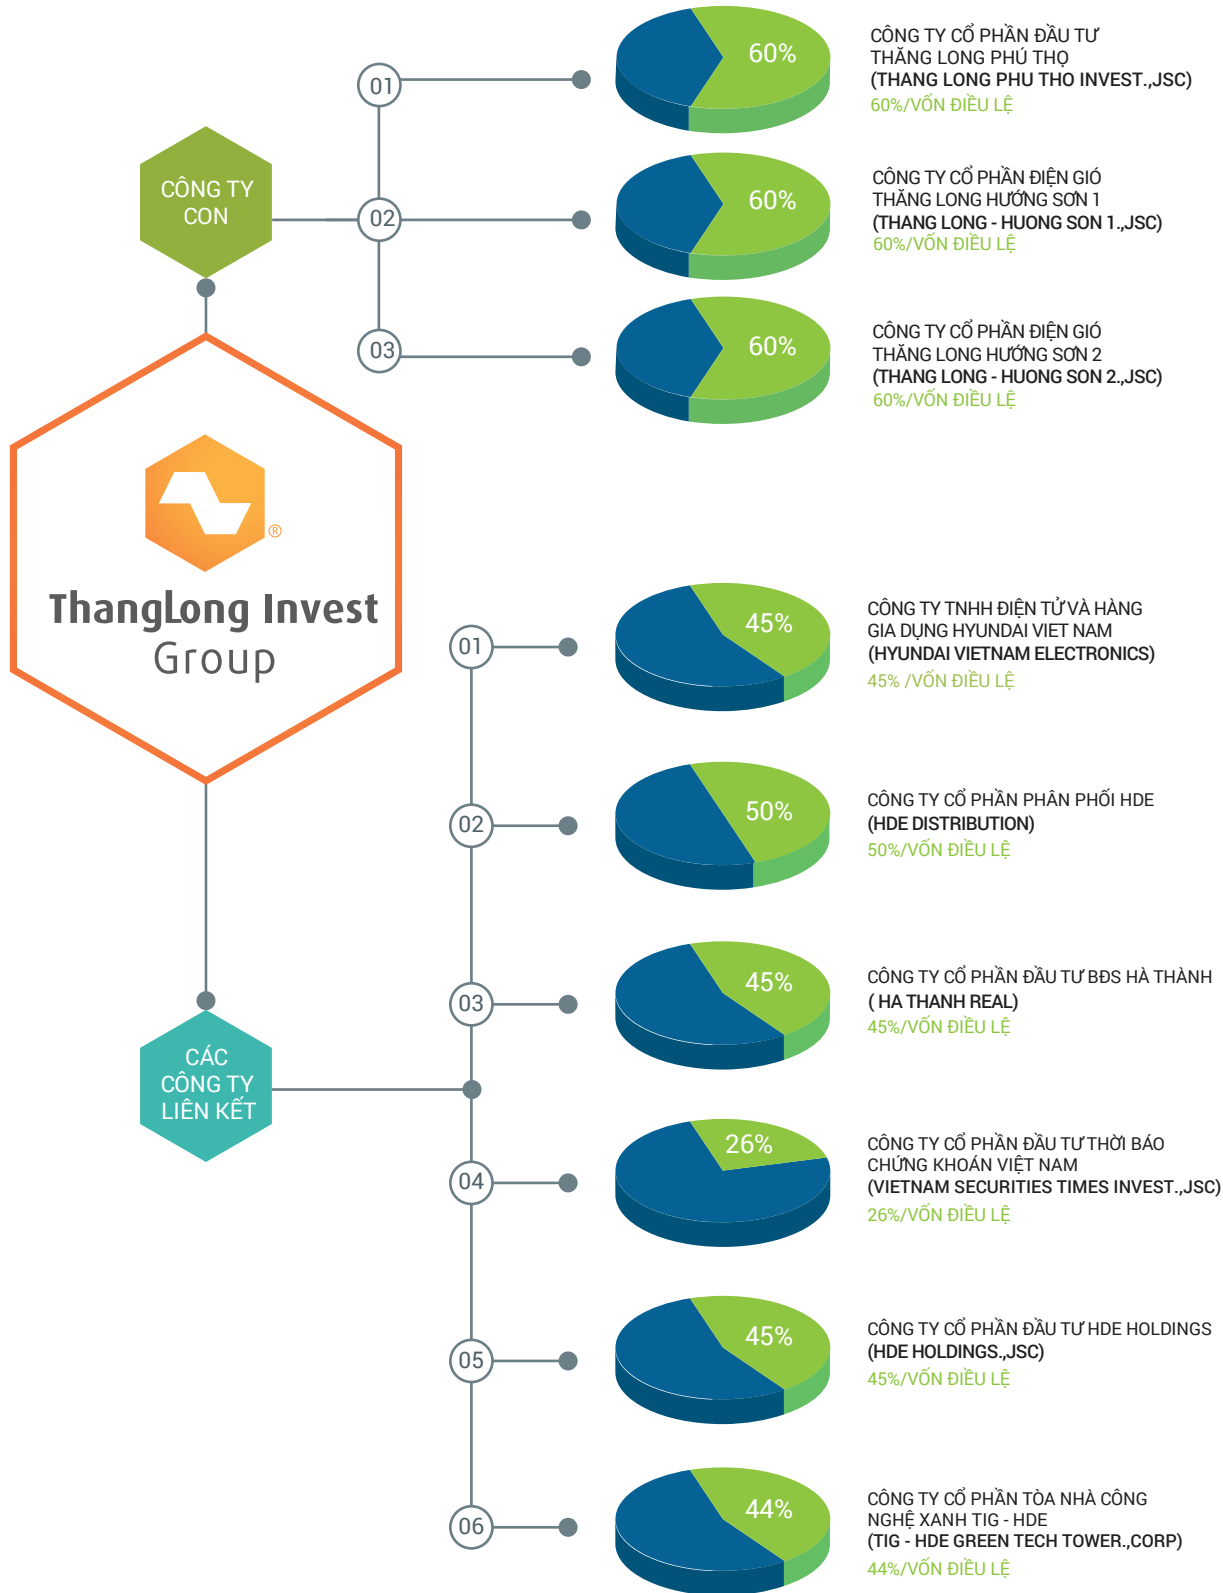 CÔNG TY
CON
01
60%
CÔNG TY CỔ PHẦN ĐẦU TƯ
THĂNG LONG PHÚ THỌ
(THANG LONG PHU THO INVEST.,JSC)
60%/VỐN ĐIỀU LỆ
02
60%
CÔNG TY CỔ PHẦN ĐIỆN GIÓ
THĂNG LONG HƯỚNG SƠN 1
(THANG LONG - HUONG SON 1.,JSC)
60%/VỐN ĐIỀU LỆ
03
60%
CÔNG TY CỔ PHẦN ĐIỆN GIÓ
THĂNG LONG HƯỚNG SƠN 2
(THANG LONG - HUONG SON 2.,JSC)
60%/VỐN ĐIỀU LỆ
®
ThangLong Invest
Group
CÁC
CÔNG TY
LIÊN KẾT
01
45%
CÔNG TY TNHH ĐIỆN TỬ VÀ HÀNG
GIA DỤNG HYUNDAI VIET NAM
(HYUNDAI VIETNAM ELECTRONICS)
45% /VỐN ĐIỀU LỆ
02
50%
CÔNG TY CỔ PHẦN PHÂN PHỐI HDE
(HDE DISTRIBUTION)
50%/VỐN ĐIỀU LỆ
03
45%
CÔNG TY CỔ PHẦN ĐẦU TƯ BĐS HÀ THÀNH
( HA THANH REAL)
45%/VỐN ĐIỀU LỆ
04
26%
CÔNG TY CỔ PHẦN ĐẦU TƯ THỜI BÁO
CHỨNG KHOÁN VIỆT NAM
(VIETNAM SECURITIES TIMES INVEST.,JSC)
26%/VỐN ĐIỀU LỆ
05
45%
CÔNG TY CỔ PHẦN ĐẦU TƯ HDE HOLDINGS
(HDE HOLDINGS.,JSC)
45%/VỐN ĐIỀU LỆ
06
44%
CÔNG TY CỔ PHẦN TÒA NHÀ CÔNG
NGHỆ XANH TIG - HDE
(TIG - HDE GREEN TECH TOWER.,CORP)
44%/VỐN ĐIỀU LỆ